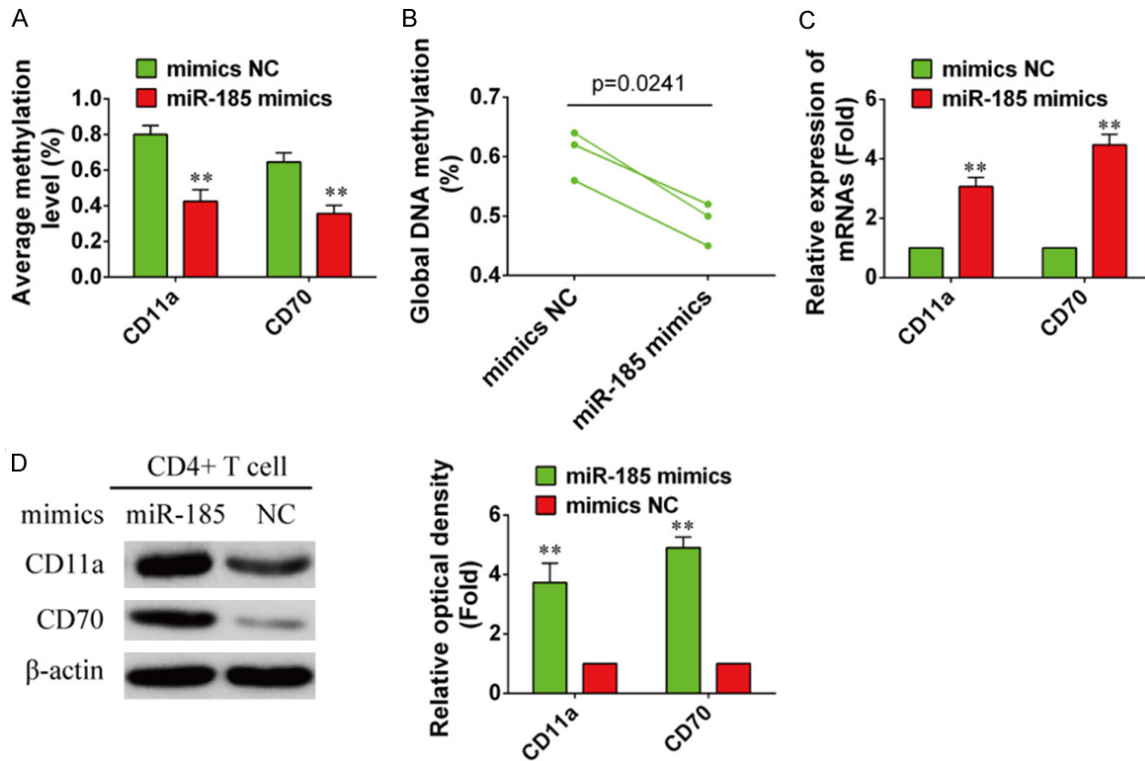 A
mimics NC
miR-185 mimics
Average methylation
level (%)
1.0
0.8
0.6
0.4
0.2
0.0
**
**
CD11a
CD70
B
p=0.0241
Global DNA methylation
(%)
0.7
0.6
0.5
0.4
mimics NC
miR-185 mimics
C
mimics NC
miR-185 mimics
Relative expression of
mRNAs (Fold)
6
4
2
0
**
**
CD11a
CD70
D
CD4+ T cell
mimics miR-185 NC
CD11a
CD70
β-actin
miR-185 mimics
mimics NC
Relative optical density
(Fold)
6
4
2
0
**
**
CD11a
CD70